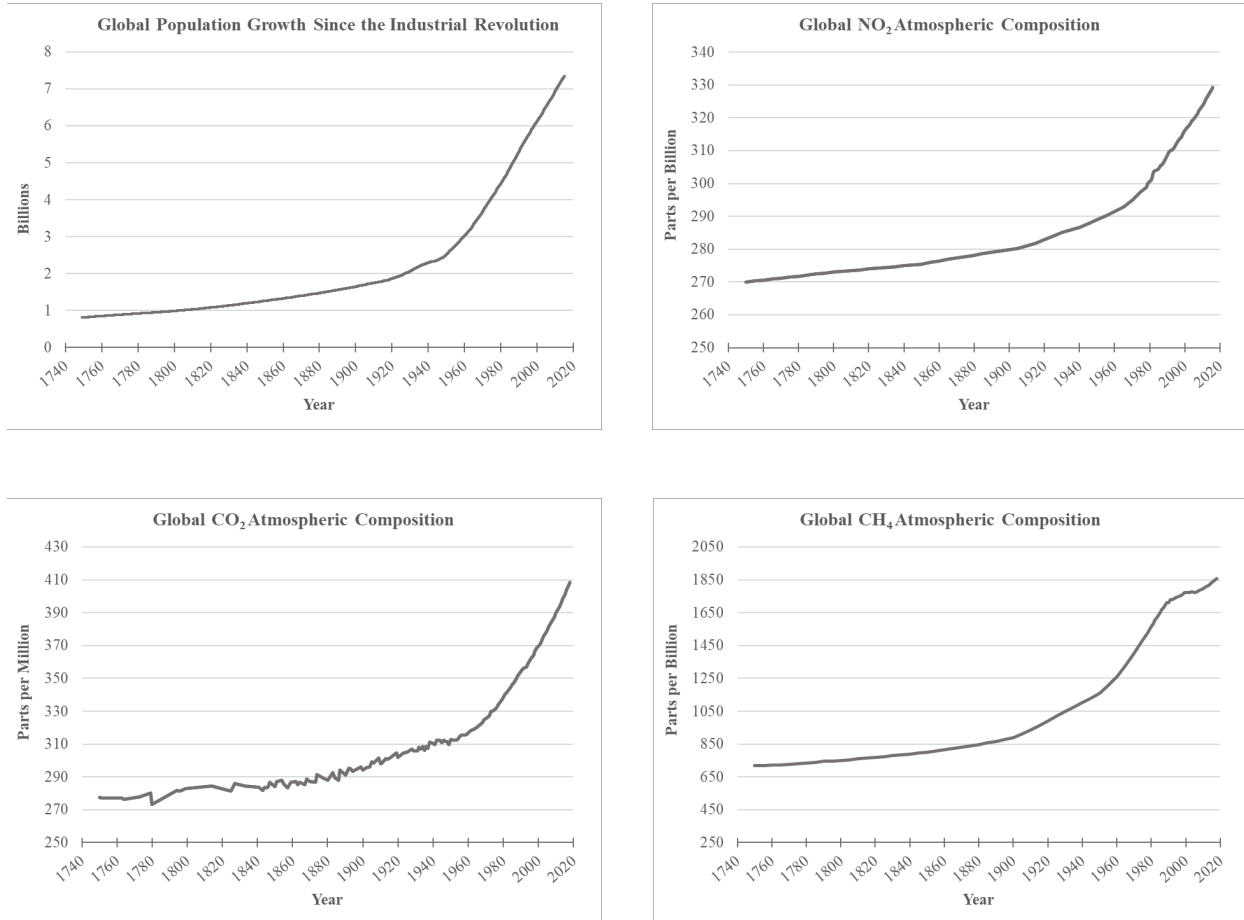 Global Population Growth Since the Industrial Revolution
8
7
6
5
4
3
2
1
0
Billions
1740 1760 1780 1800 1820 1840 1860 1880 1900 1920 1940 1960 1980 2000 2020
Year
Global NO₂ Atmospheric Composition
340
330
320
310
300
290
280
270
260
250
Parts per Billion
1740 1760 1780 1800 1820 1840 1860 1880 1900 1920 1940 1960 1980 2000 2020
Year
Global CO₂ Atmospheric Composition
430
410
390
370
350
330
310
290
270
250
Parts per Million
1740 1760 1780 1800 1820 1840 1860 1880 1900 1920 1940 1960 1980 2000 2020
Year
Global CH₄ Atmospheric Composition
2050
1850
1650
1450
1250
1050
850
650
450
250
Parts per Billion
1740 1760 1780 1800 1820 1840 1860 1880 1900 1920 1940 1960 1980 2000 2020
Year